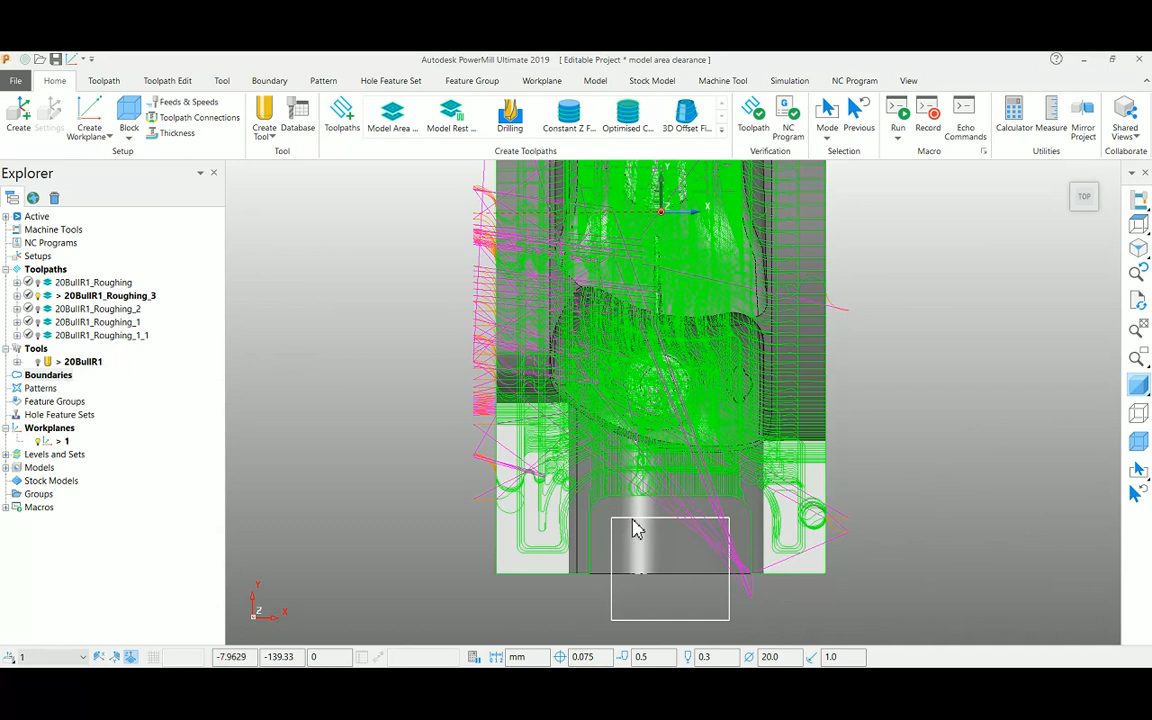 Autodesk PowerMill Ultimate 2019 [ Editable Project * model area clearance ]
File Home Toolpath Toolpath Edit Tool Boundary Pattern Hole Feature Set Feature Group Workplane Model Stock Model Machine Tool Simulation NC Program View
Create
Settings
Create Workplane
Block
Feeds & Speeds
Toolpath Connections
Thickness
Create Tool
Database
Toolpaths
Model Area ...
Model Rest ...
Drilling
Constant Z F...
Optimised C...
3D Offset Fi...
Toolpath
NC Program
Mode
Previous
Run
Record
Echo Commands
Calculator
Measure
Mirror Project
Shared Views
Setup Tool Create Toolpaths Verification Selection Macro Utilities Collaborate
Explorer
Active
Machine Tools
NC Programs
Setups
Toolpaths
20BullR1_Roughing
> 20BullR1_Roughing_3
20BullR1_Roughing_2
20BullR1_Roughing_1
20BullR1_Roughing_1_1
Tools
> 20BullR1
Boundaries
Patterns
Feature Groups
Hole Feature Sets
Workplanes
> 1
Levels and Sets
Models
Stock Models
Groups
Macros
TOP
Y
Z
X
Y
Z
X
1 -7.9629 -139.33 0 mm 0.075 0.5 0.3 20.0 1.0